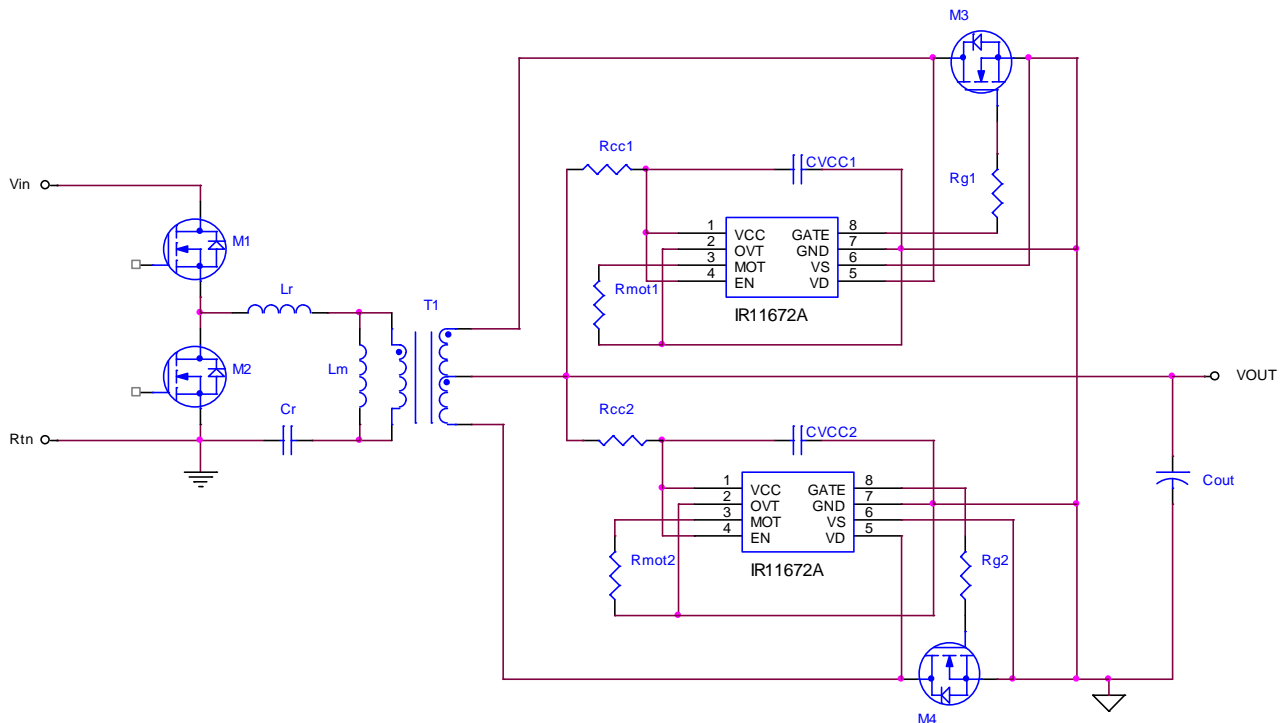 M3
Rcc1
CVCC1
Rg1
Vin
M1
1 VCC GATE 8
2 OVT GND 7
3 MOT VS 6
4 EN VD 5
Rmot1
IR11672A
Lr
T1
M2
Lm
VOUT
Cr
Rtn
Rcc2
CVCC2
1 VCC GATE 8
2 OVT GND 7
3 MOT VS 6
4 EN VD 5
Cout
Rmot2
IR11672A
Rg2
M4